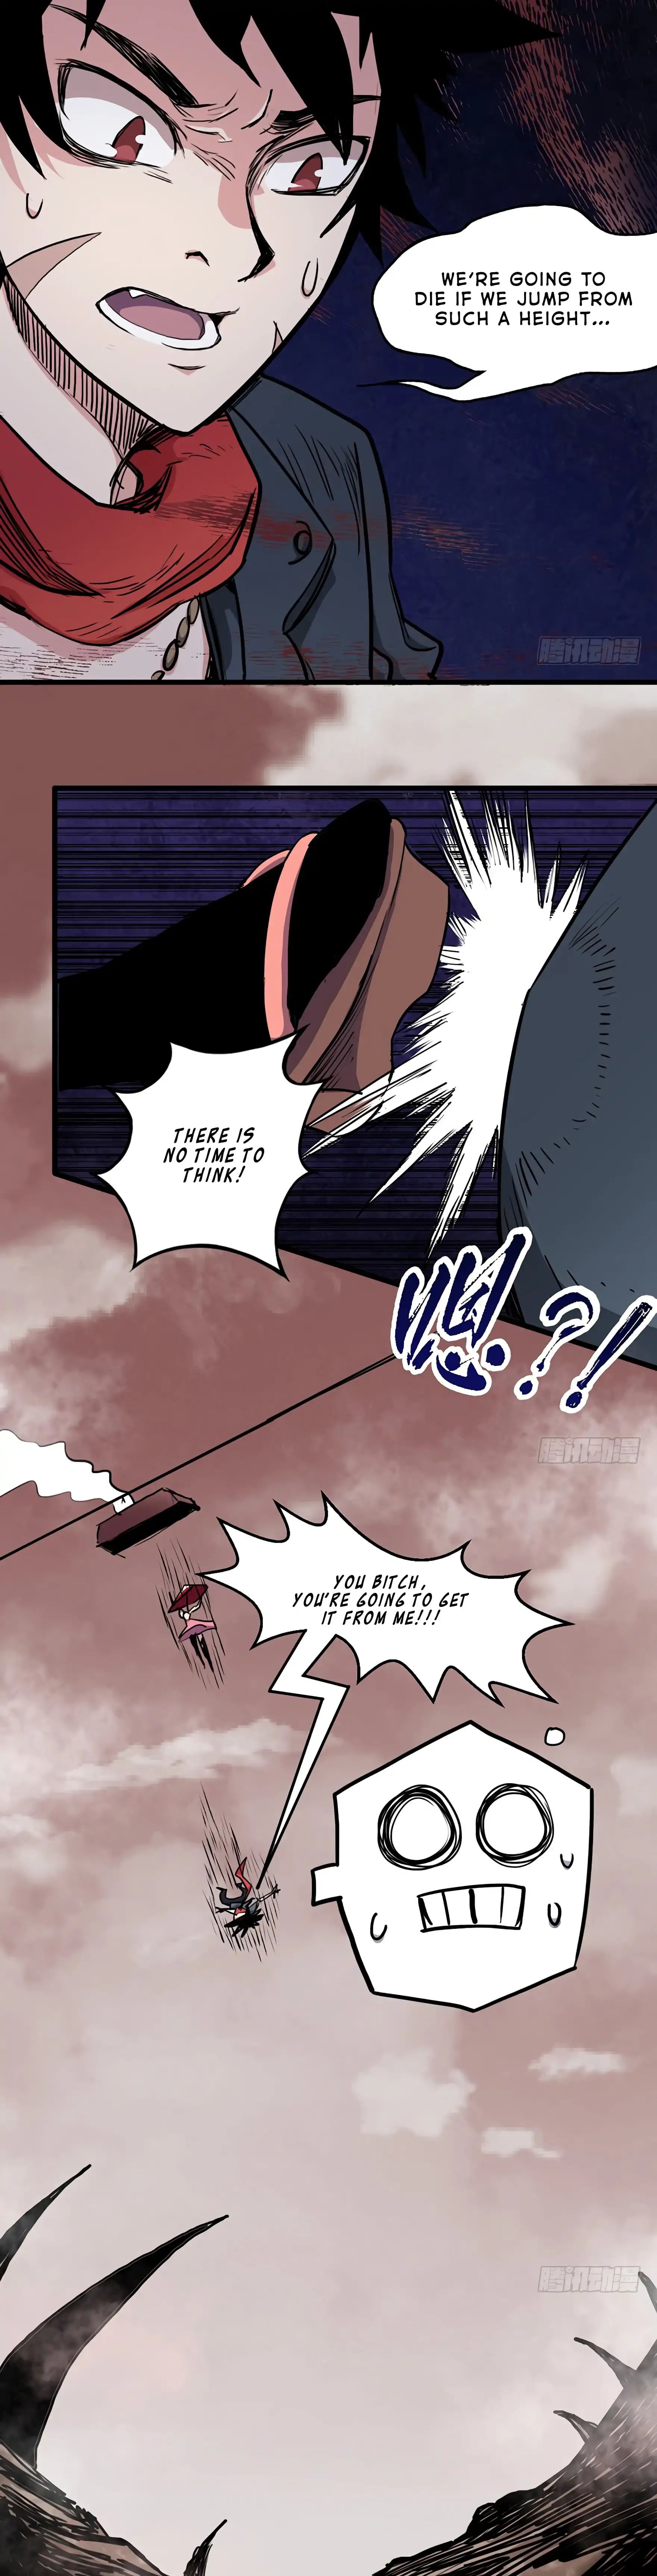 WE'RE GOING TO
DIE IF WE JUMP FROM
SUCH A HEIGHT...
腾讯动漫
THERE IS
NO TIME TO
THINK!
嗯?!
腾讯动漫
YOU BITCH,
YOU'RE GOING TO GET
IT FROM ME!!!
腾讯动漫